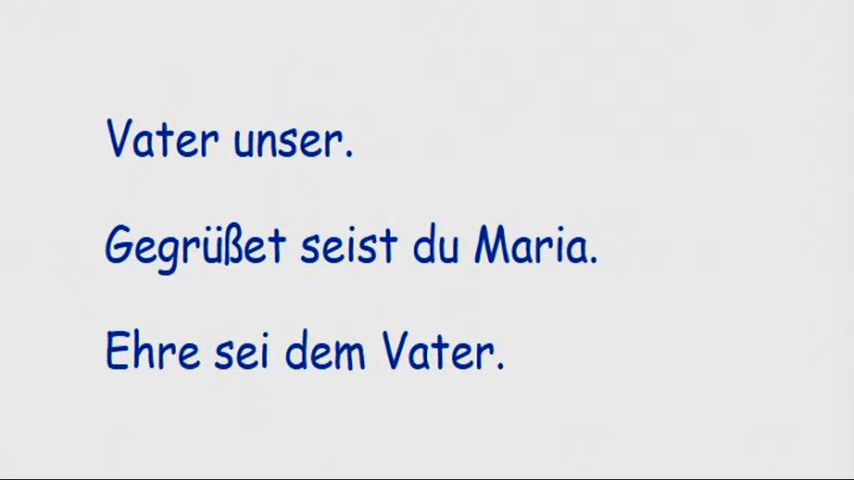 Vater unser.
Gegrüßet seist du Maria.
Ehre sei dem Vater.